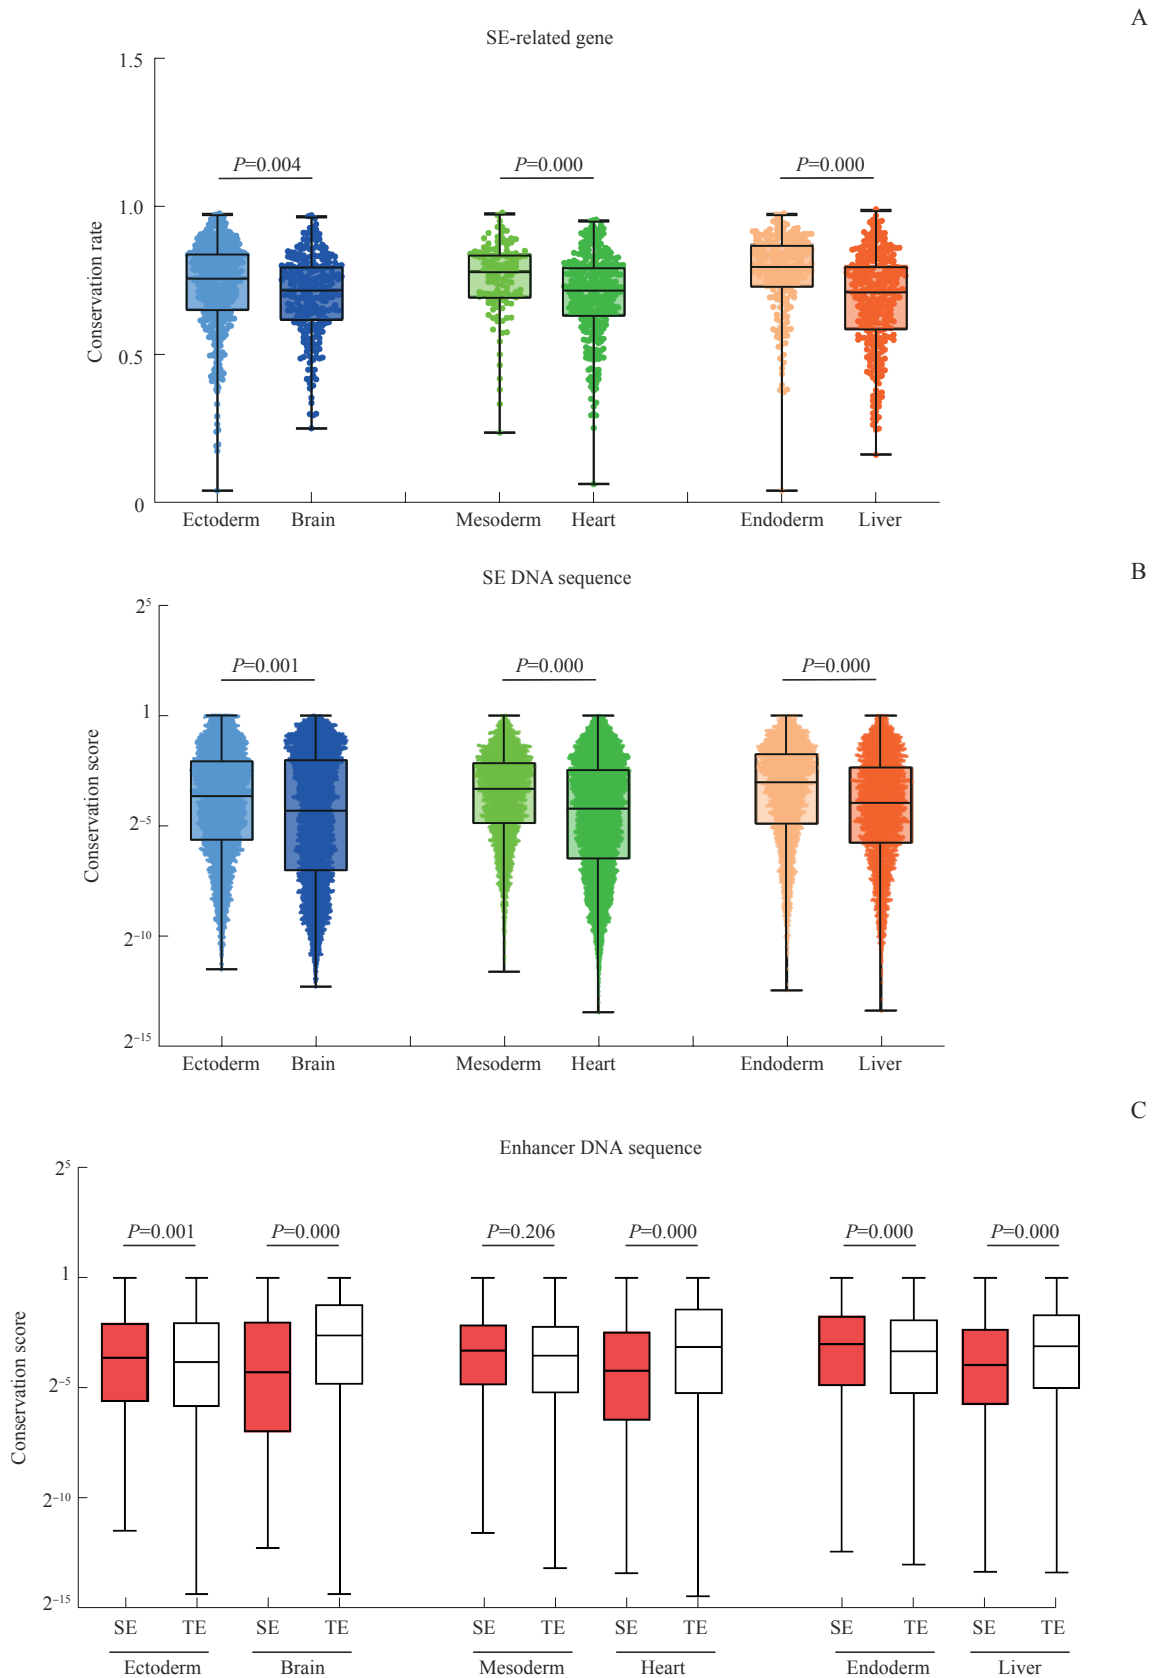 A
SE-related gene
1.5
1.0
0.5
0
Conservation rate
P=0.004
P=0.000
P=0.000
Ectoderm Brain Mesoderm Heart Endoderm Liver
B
SE DNA sequence
2⁵
1
2⁻⁵
2⁻¹⁰
2⁻¹⁵
Conservation score
P=0.001
P=0.000
P=0.000
Ectoderm Brain Mesoderm Heart Endoderm Liver
C
Enhancer DNA sequence
2⁵
1
2⁻⁵
2⁻¹⁰
2⁻¹⁵
Conservation score
P=0.001
P=0.000
P=0.206
P=0.000
P=0.000
P=0.000
SE TE SE TE SE TE SE TE SE TE SE TE
Ectoderm Brain Mesoderm Heart Endoderm Liver